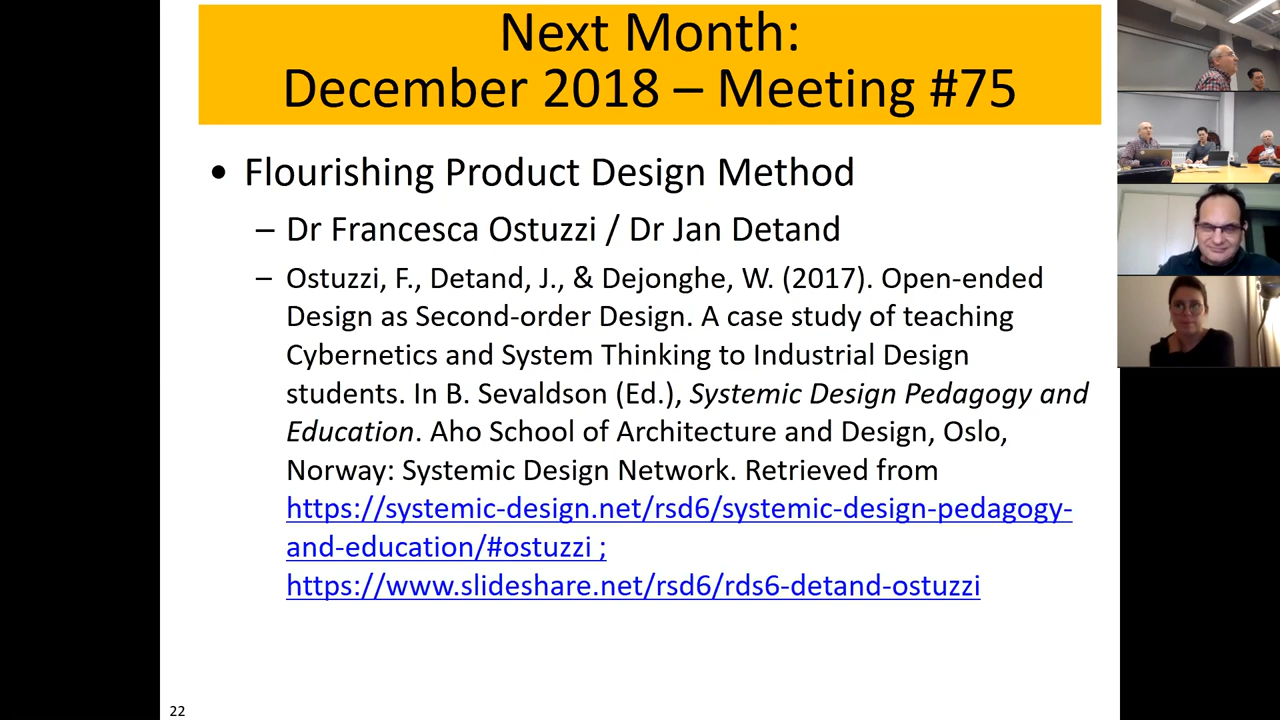 Next Month:
December 2018 – Meeting #75
• Flourishing Product Design Method
– Dr Francesca Ostuzzi / Dr Jan Detand
– Ostuzzi, F., Detand, J., & Dejonghe, W. (2017). Open-ended
Design as Second-order Design. A case study of teaching
Cybernetics and System Thinking to Industrial Design
students. In B. Sevaldson (Ed.), Systemic Design Pedagogy and
Education. Aho School of Architecture and Design, Oslo,
Norway: Systemic Design Network. Retrieved from
https://systemic-design.net/rsd6/systemic-design-pedagogy-
and-education/#ostuzzi ;
https://www.slideshare.net/rsd6/rds6-detand-ostuzzi
22